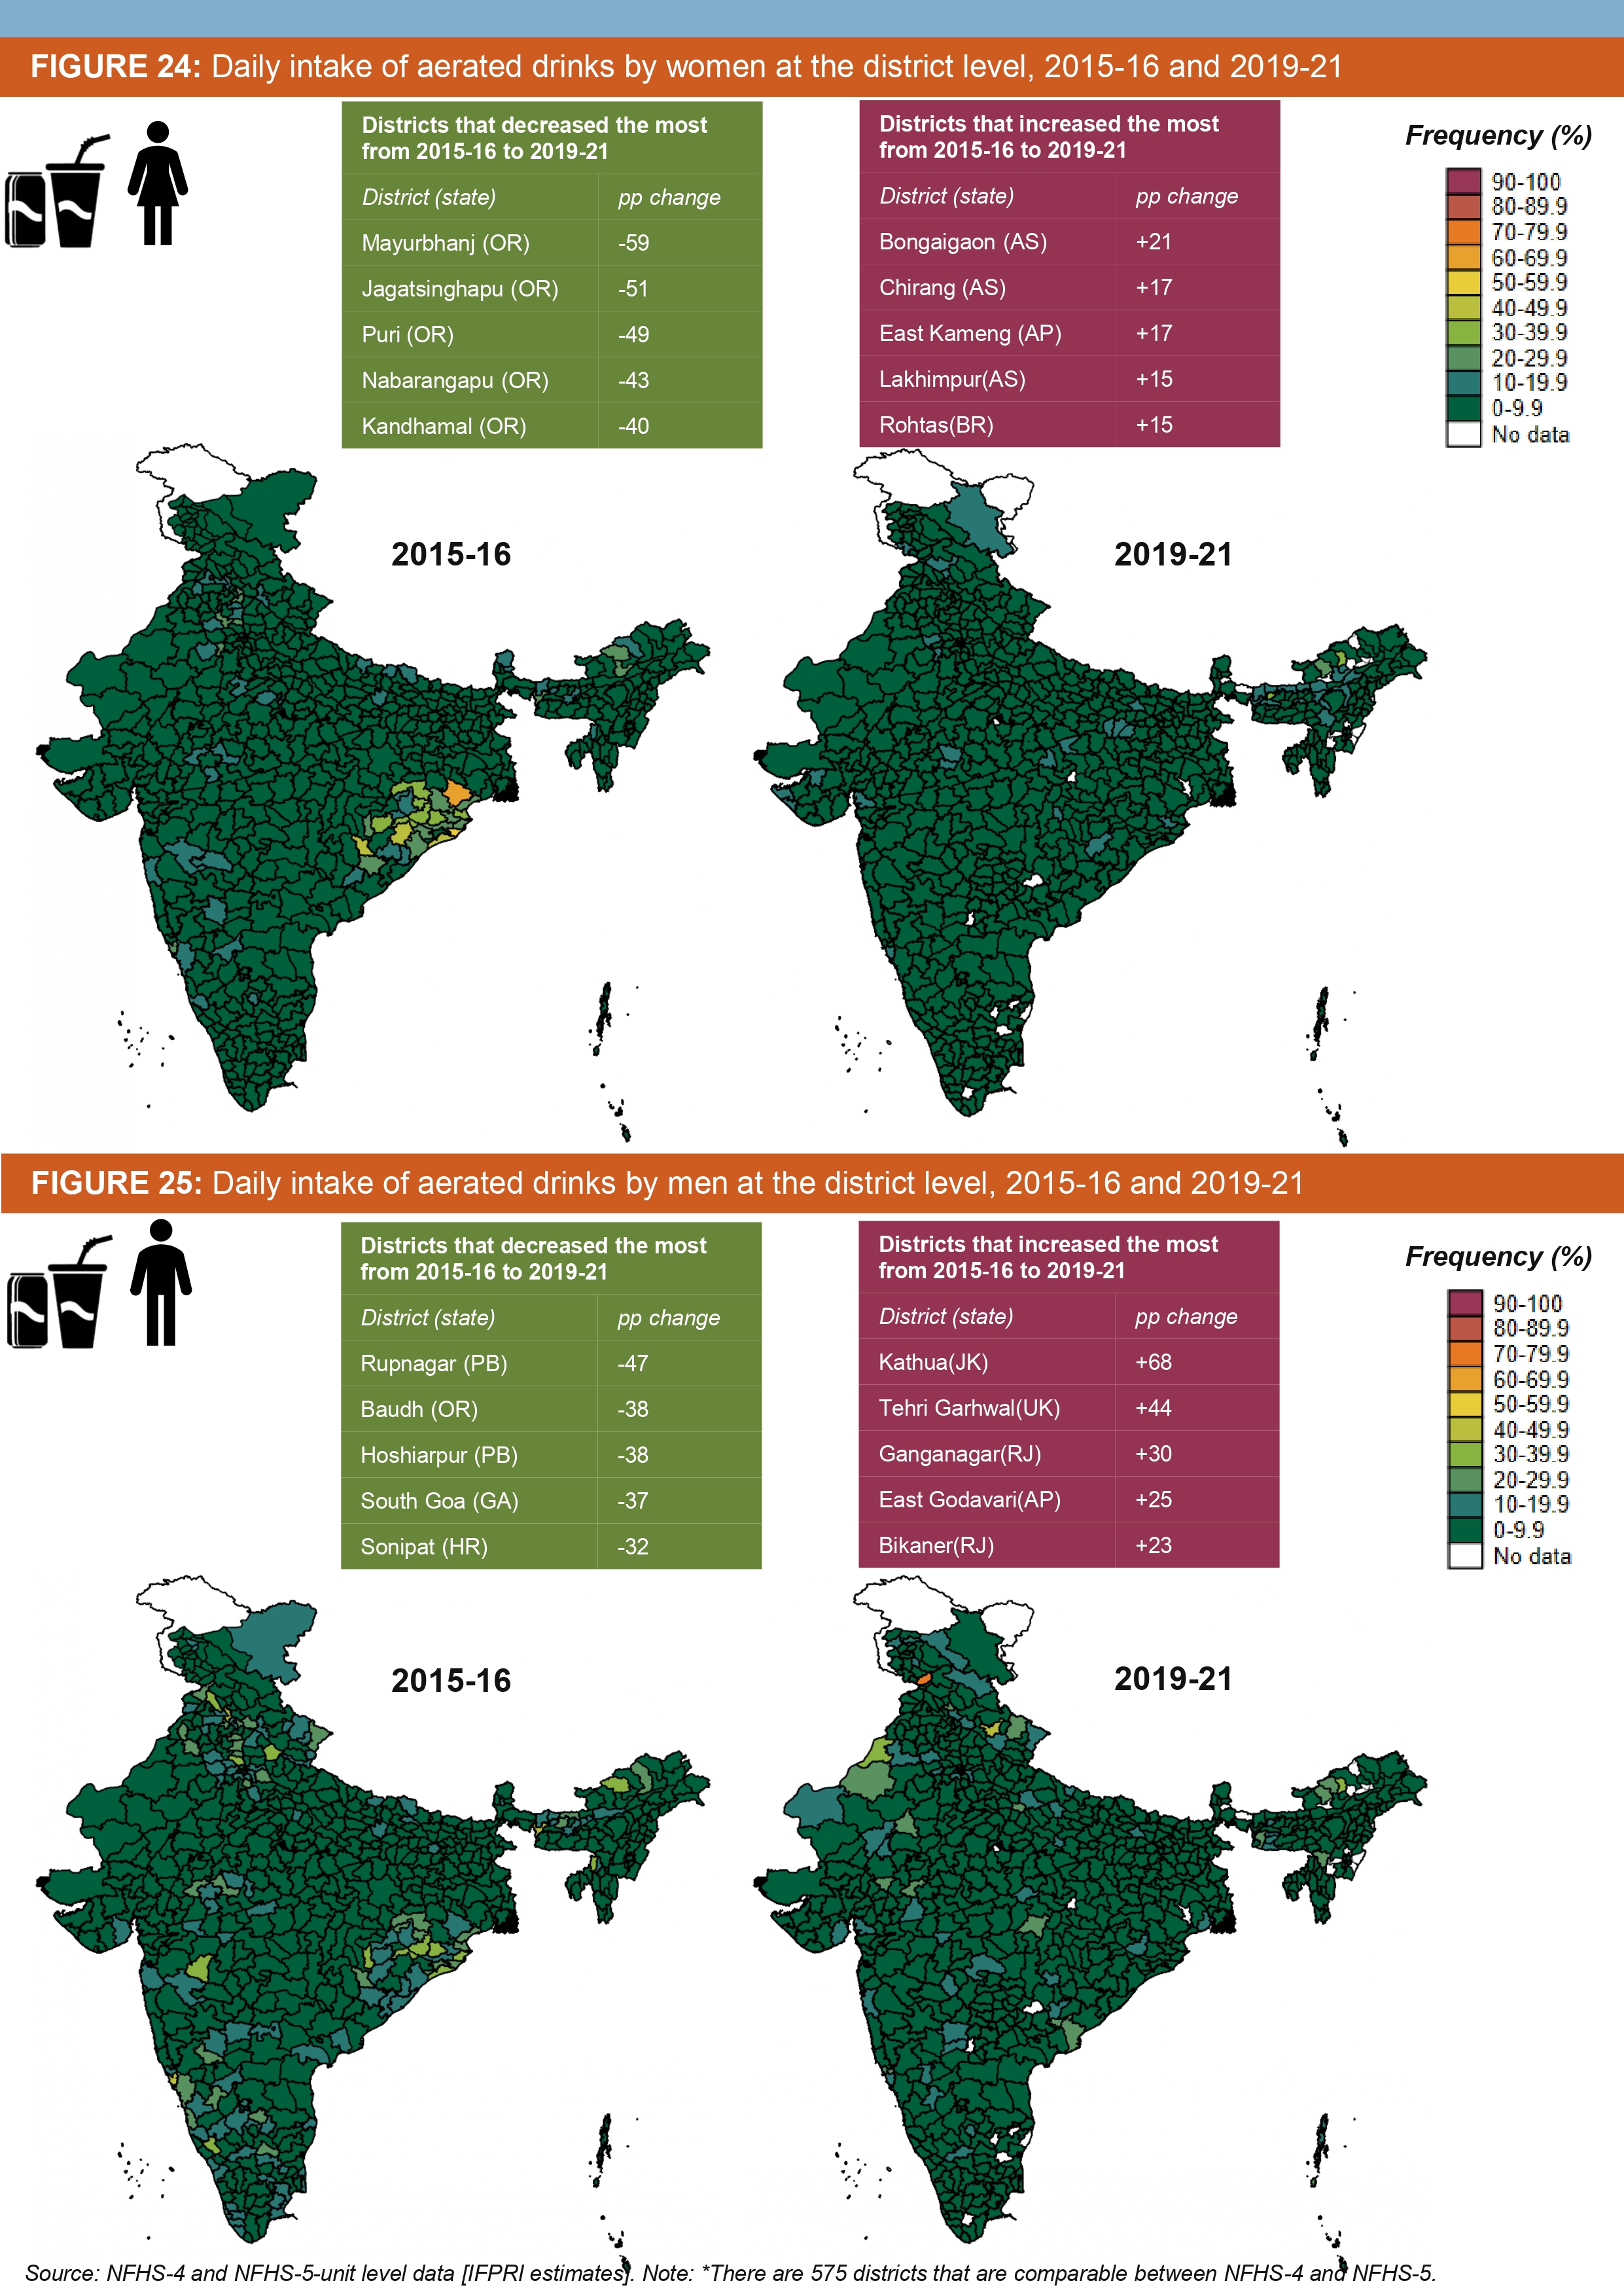 FIGURE 24: Daily intake of aerated drinks by women at the district level, 2015-16 and 2019-21
Districts that decreased the most
from 2015-16 to 2019-21
District (state) pp change
Mayurbhanj (OR) -59
Jagatsinghapu (OR) -51
Puri (OR) -49
Nabarangapu (OR) -43
Kandhamal (OR) -40
Districts that increased the most
from 2015-16 to 2019-21
District (state) pp change
Bongaigaon (AS) +21
Chirang (AS) +17
East Kameng (AP) +17
Lakhimpur(AS) +15
Rohtas(BR) +15
Frequency (%)
90-100
80-89.9
70-79.9
60-69.9
50-59.9
40-49.9
30-39.9
20-29.9
10-19.9
0-9.9
No data
2015-16
2019-21
FIGURE 25: Daily intake of aerated drinks by men at the district level, 2015-16 and 2019-21
Districts that decreased the most
from 2015-16 to 2019-21
District (state) pp change
Rupnagar (PB) -47
Baudh (OR) -38
Hoshiarpur (PB) -38
South Goa (GA) -37
Sonipat (HR) -32
Districts that increased the most
from 2015-16 to 2019-21
District (state) pp change
Kathua(JK) +68
Tehri Garhwal(UK) +44
Ganganagar(RJ) +30
East Godavari(AP) +25
Bikaner(RJ) +23
Frequency (%)
90-100
80-89.9
70-79.9
60-69.9
50-59.9
40-49.9
30-39.9
20-29.9
10-19.9
0-9.9
No data
2015-16
2019-21
Source: NFHS-4 and NFHS-5-unit level data [IFPRI estimates]. Note: *There are 575 districts that are comparable between NFHS-4 and NFHS-5.